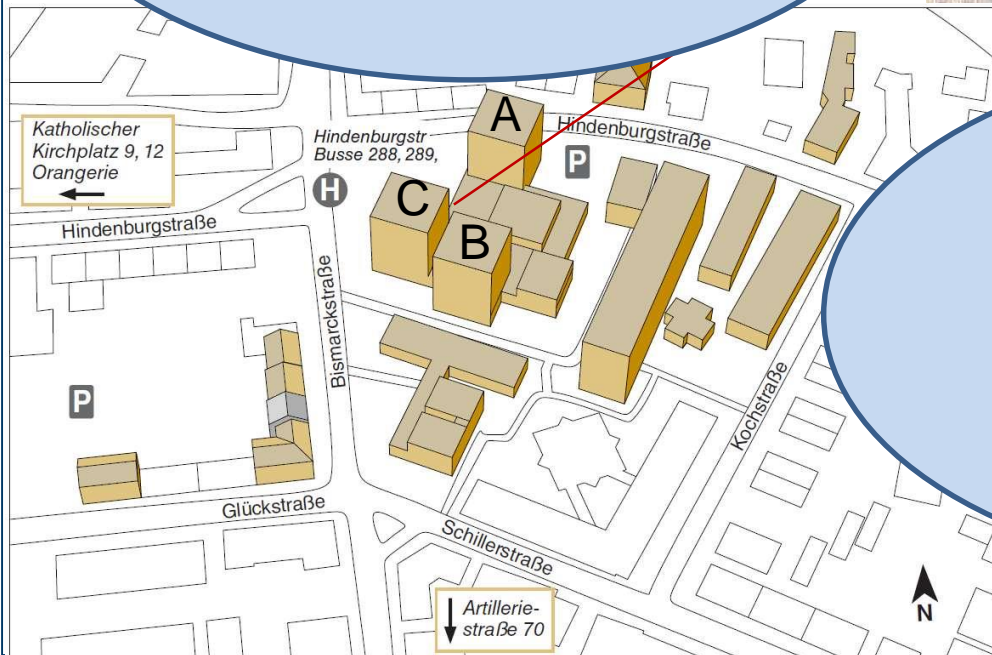 A
Hindenburgstraße
Katholischer
Kirchplatz 9, 12
Orangerie
Hindenburgstr
Busse 288, 289,
P
H
C
B
Hindenburgstraße
Bismarckstraße
P
Kochstraße
Glückstraße
Schillerstraße
Artillerie-
straße 70
N